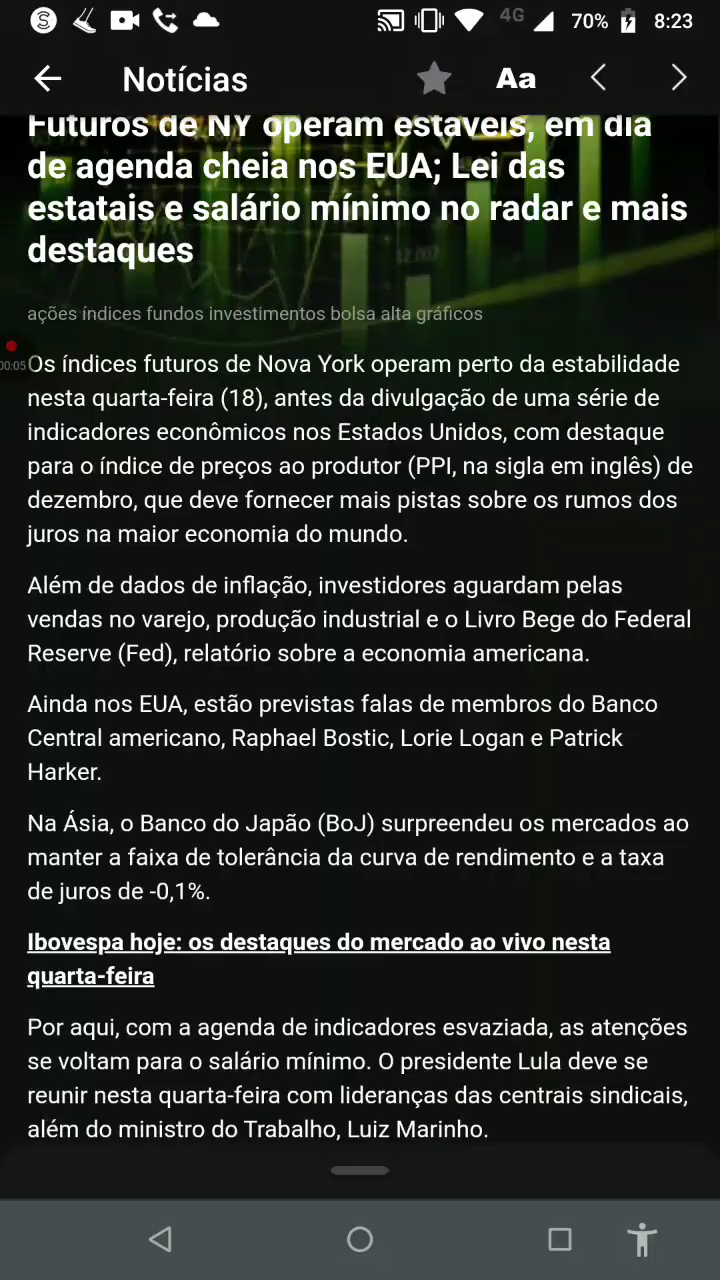 4G 70% 8:23
Notícias Aa
Futuros de NY operam estáveis, em dia
de agenda cheia nos EUA; Lei das
estatais e salário mínimo no radar e mais
destaques
12.007
ações índices fundos investimentos bolsa alta gráficos
00:05
Os índices futuros de Nova York operam perto da estabilidade
nesta quarta-feira (18), antes da divulgação de uma série de
indicadores econômicos nos Estados Unidos, com destaque
para o índice de preços ao produtor (PPI, na sigla em inglês) de
dezembro, que deve fornecer mais pistas sobre os rumos dos
juros na maior economia do mundo.
Além de dados de inflação, investidores aguardam pelas
vendas no varejo, produção industrial e o Livro Bege do Federal
Reserve (Fed), relatório sobre a economia americana.
Ainda nos EUA, estão previstas falas de membros do Banco
Central americano, Raphael Bostic, Lorie Logan e Patrick
Harker.
Na Ásia, o Banco do Japão (BoJ) surpreendeu os mercados ao
manter a faixa de tolerância da curva de rendimento e a taxa
de juros de -0,1%.
Ibovespa hoje: os destaques do mercado ao vivo nesta
quarta-feira
Por aqui, com a agenda de indicadores esvaziada, as atenções
se voltam para o salário mínimo. O presidente Lula deve se
reunir nesta quarta-feira com lideranças das centrais sindicais,
além do ministro do Trabalho, Luiz Marinho.